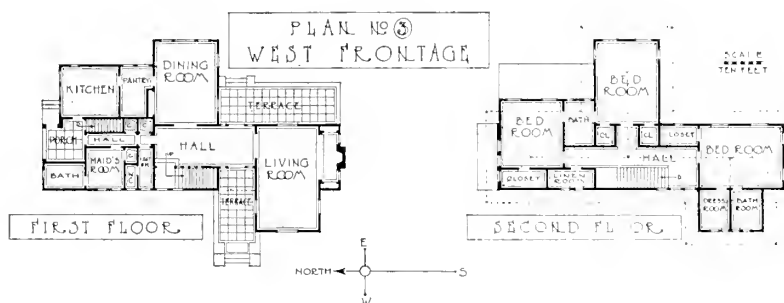 PLAN No 3
WEST FRONTAGE
DINING
ROOM
KITCHEN
PANTRY
TERRACE
PORCH
HALL
HALL
MAID'S
ROOM
BATH
LIVING
ROOM
TERRACE
FIRST FLOOR
SCALE
TEN FEET
BED
ROOM
BED
ROOM
BATH
CL
CL
CLOSET
HALL
BED ROOM
CLOSET
LINEN
ROOM
DRESS
ROOM
BATH
ROOM
SECOND FLOOR
E
NORTH
S
W